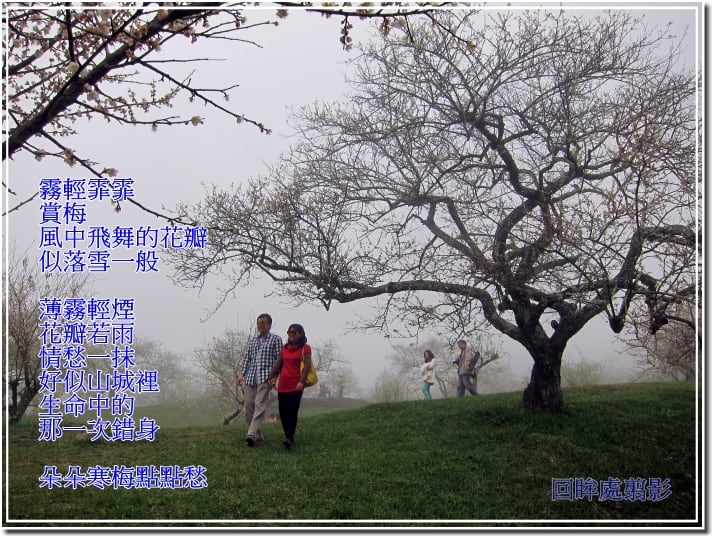 霧輕霏霏
賞梅
風中飛舞的花瓣
似落雪一般
薄霧輕煙
花瓣若雨
情愁一抹
好似山城裡
生命中的
那一次錯身
朵朵寒梅點點愁
回眸處翦影